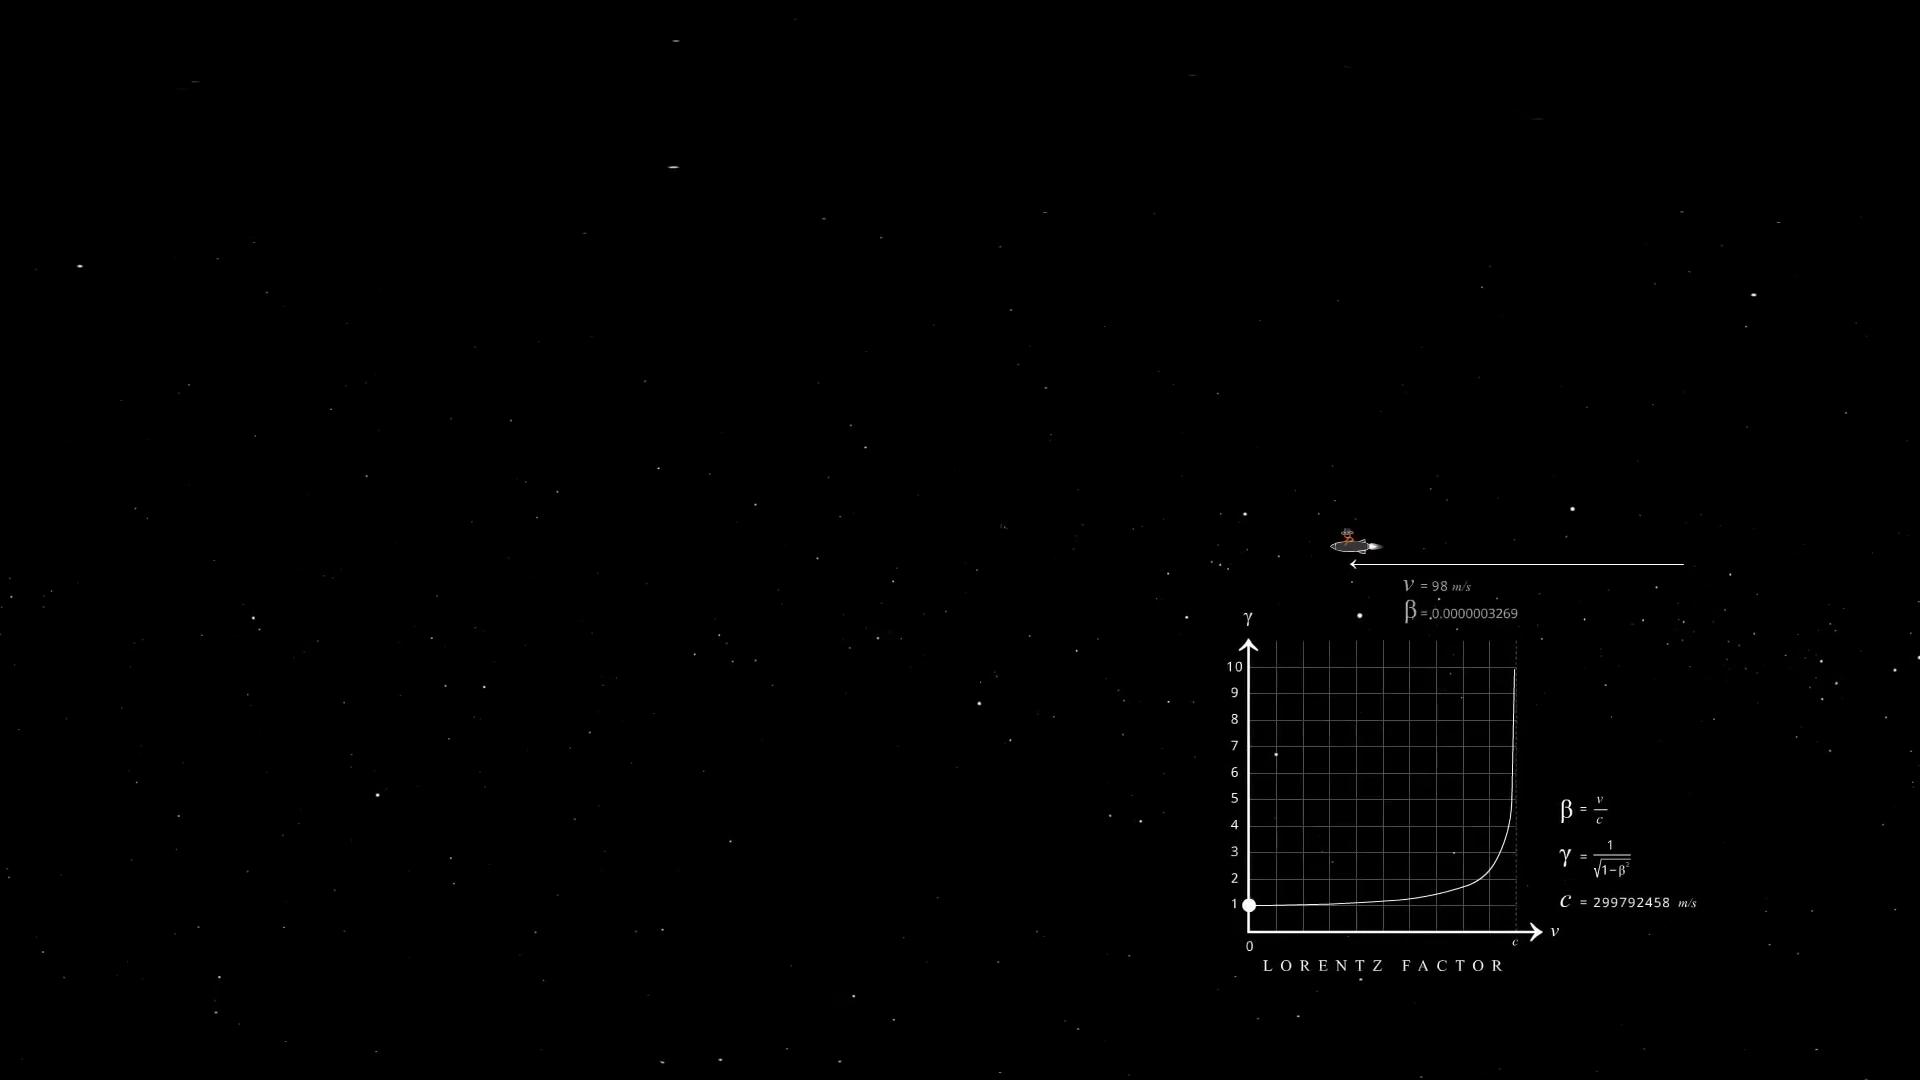 v = 98 m/s
β = 0.0000003269
γ
10
9
8
7
6
5
4
3
2
1
0
c
v
LORENTZ FACTOR
β = v/c
γ = 1/√1−β²
c = 299792458 m/s